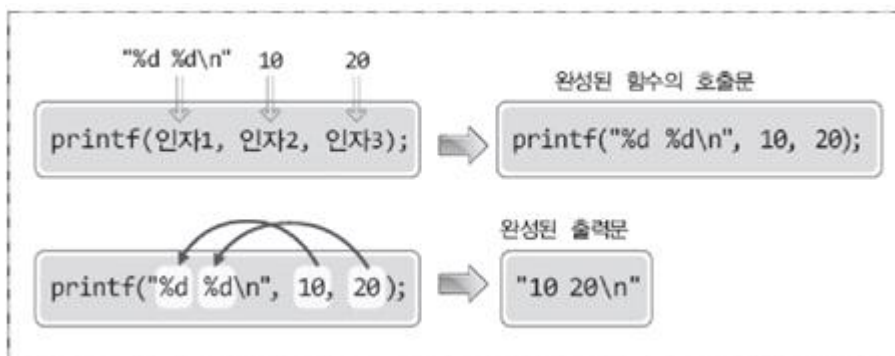 "%d %d\n" 10 20
완성된 함수의 호출문
printf(인자1, 인자2, 인자3);
printf("%d %d\n", 10, 20);
완성된 출력문
printf("%d %d\n", 10, 20);
"10 20\n"